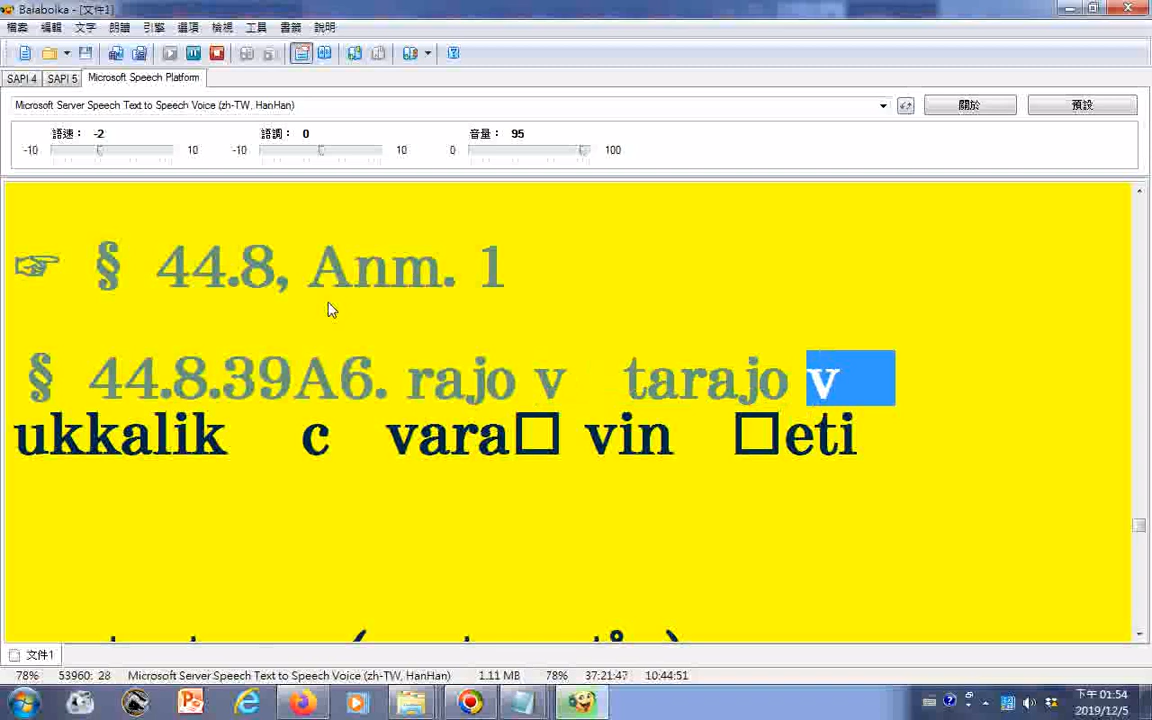 Balabolka - [文件1]
檔案 編輯 文字 朗讀 引擎 選項 檢視 工具 書籤 說明
SAPI 4 SAPI 5 Microsoft Speech Platform
Microsoft Server Speech Text to Speech Voice (zh-TW, HanHan) 關於 預設
語速： -2 語調： 0 音量： 95
-10 10 -10 10 0 100
☞ § 44.8, Anm. 1
§ 44.8.39A6. rajo v tarajo v
ukkalik c vara□ vin □eti
文件1
78% 53960: 28 Microsoft Server Speech Text to Speech Voice (zh-TW, HanHan) 1.11 MB 78% 37:21:47 10:44:51
下午 01:54
2019/12/5